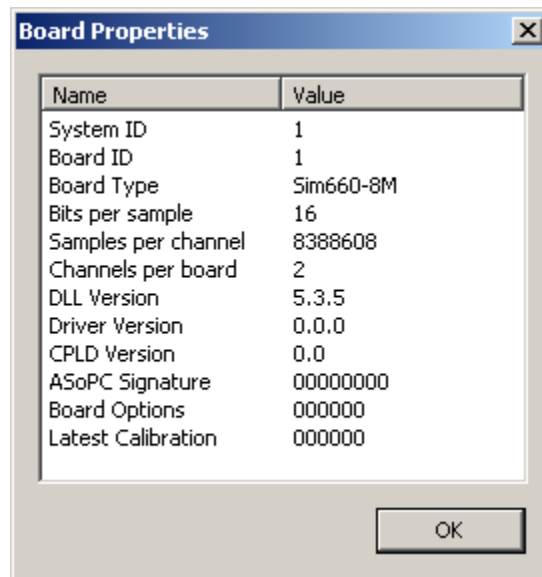 Board Properties
Name Value
System ID 1
Board ID 1
Board Type Sim660-8M
Bits per sample 16
Samples per channel 8388608
Channels per board 2
DLL Version 5.3.5
Driver Version 0.0.0
CPLD Version 0.0
ASoPC Signature 00000000
Board Options 000000
Latest Calibration 000000
OK